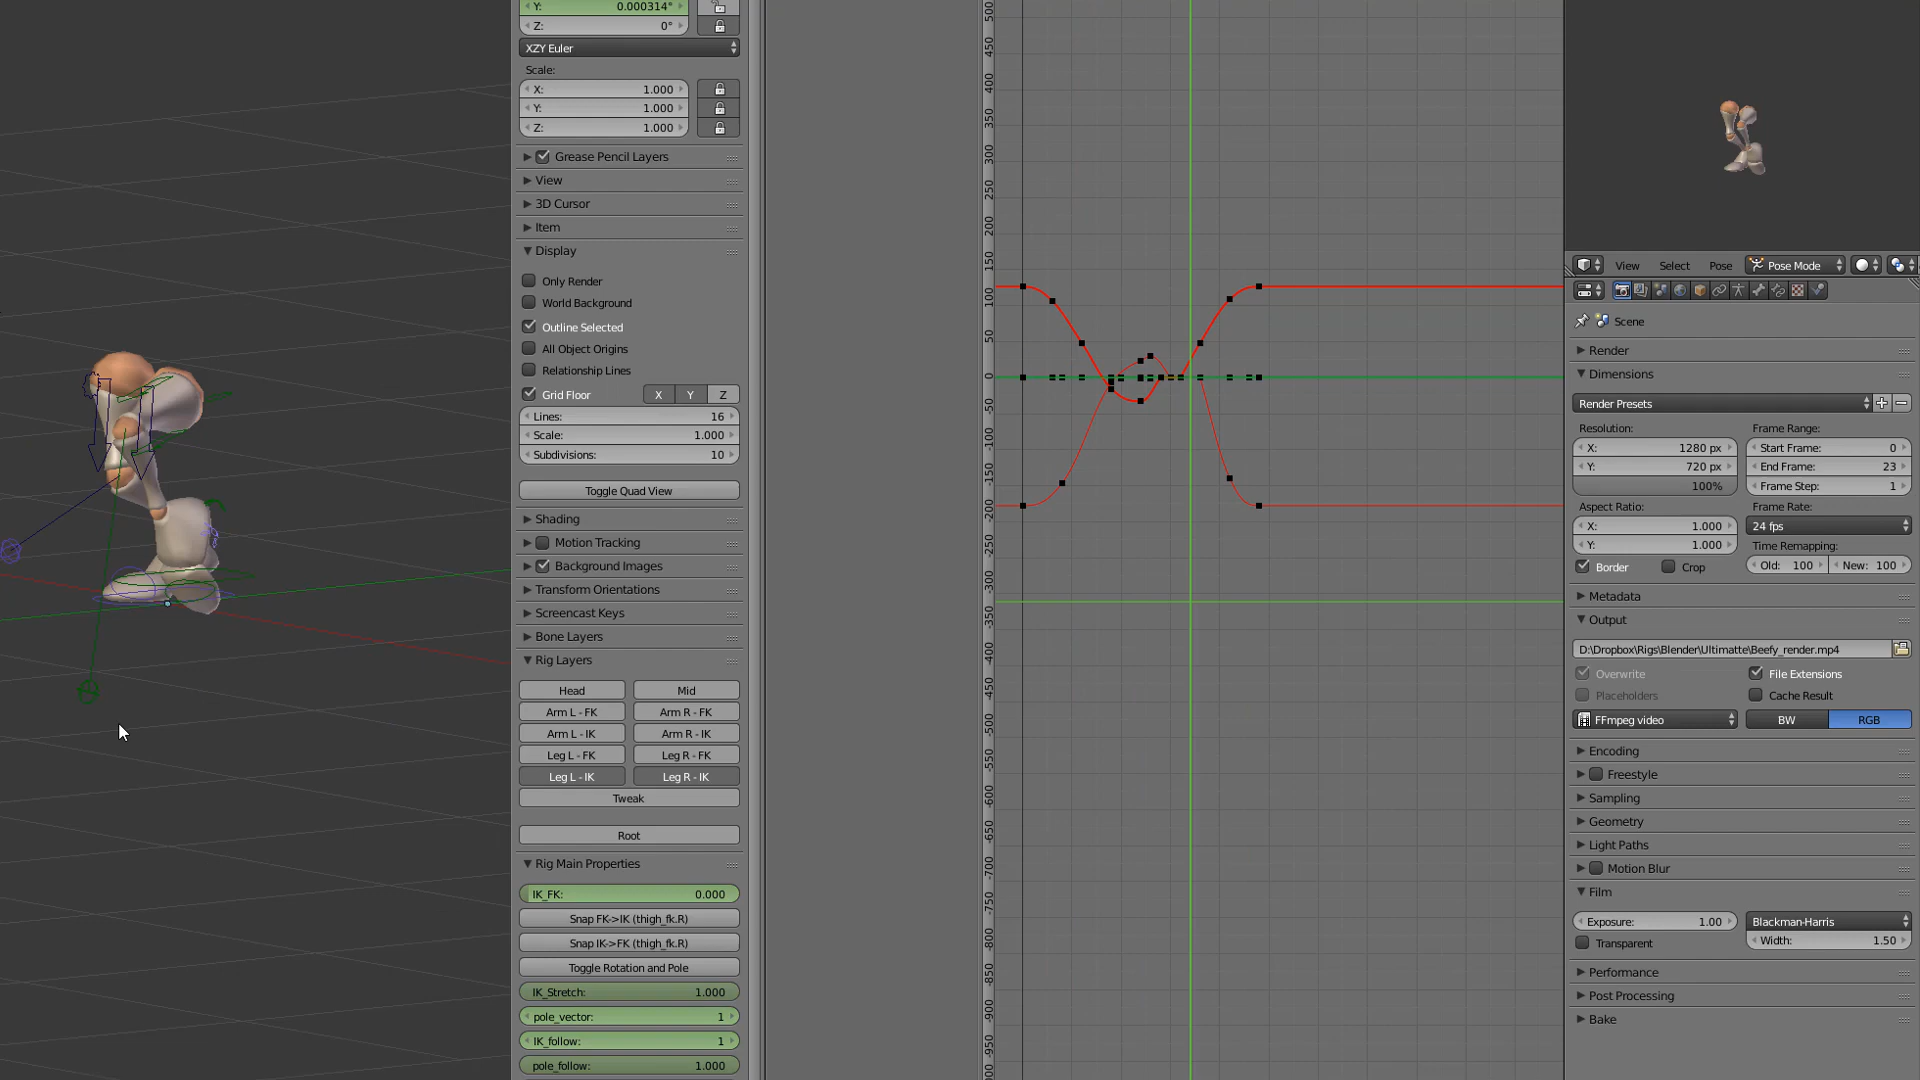 Y: 0.000314°
Z: 0°
XZY Euler
Scale:
X: 1.000
Y: 1.000
Z: 1.000
Grease Pencil Layers
View
3D Cursor
Item
Display
Only Render
World Background
Outline Selected
All Object Origins
Relationship Lines
Grid Floor X Y Z
Lines: 16
Scale: 1.000
Subdivisions: 10
Toggle Quad View
Shading
Motion Tracking
Background Images
Transform Orientations
Screencast Keys
Bone Layers
Rig Layers
Head Mid
Arm L - FK Arm R - FK
Arm L - IK Arm R - IK
Leg L - FK Leg R - FK
Leg L - IK Leg R - IK
Tweak
Root
Rig Main Properties
IK_FK: 0.000
Snap FK->IK (thigh_fk.R)
Snap IK->FK (thigh_fk.R)
Toggle Rotation and Pole
IK_Stretch: 1.000
pole_vector: 1
IK_follow: 1
pole_follow: 1.000
500
450
400
350
300
250
200
150
100
50
0
-50
-100
-150
-200
-250
-300
-350
-400
-450
-500
-550
-600
-650
-700
-750
-800
-850
-900
-950
View Select Pose Pose Mode
Scene
Render
Dimensions
Render Presets
Resolution: Frame Range:
X: 1280 px Start Frame: 0
Y: 720 px End Frame: 23
100% Frame Step: 1
Aspect Ratio: Frame Rate:
X: 1.000 24 fps
Y: 1.000 Time Remapping:
Border Crop Old: 100 New: 100
Metadata
Output
D:\Dropbox\Rigs\Blender\Ultimatte\Beefy_render.mp4
Overwrite File Extensions
Placeholders Cache Result
FFmpeg video BW RGB
Encoding
Freestyle
Sampling
Geometry
Light Paths
Motion Blur
Film
Exposure: 1.00 Blackman-Harris
Transparent Width: 1.50
Performance
Post Processing
Bake